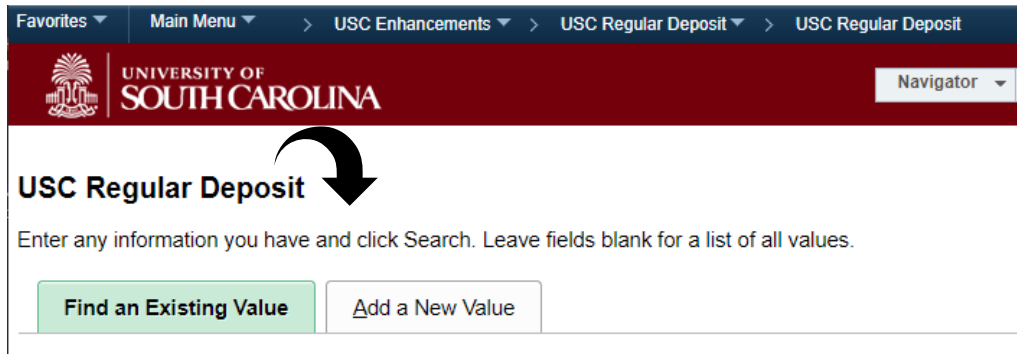 Favorites Main Menu > USC Enhancements > USC Regular Deposit > USC Regular Deposit
UNIVERSITY OF
SOUTH CAROLINA
Navigator
USC Regular Deposit
Enter any information you have and click Search. Leave fields blank for a list of all values.
Find an Existing Value Add a New Value